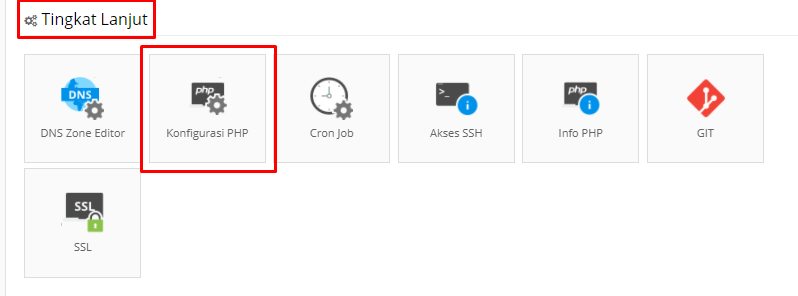 Tingkat Lanjut
DNS
DNS Zone Editor
php
Konfigurasi PHP
Cron Job
>_
i
Akses SSH
php
i
Info PHP
GIT
SSL
SSL